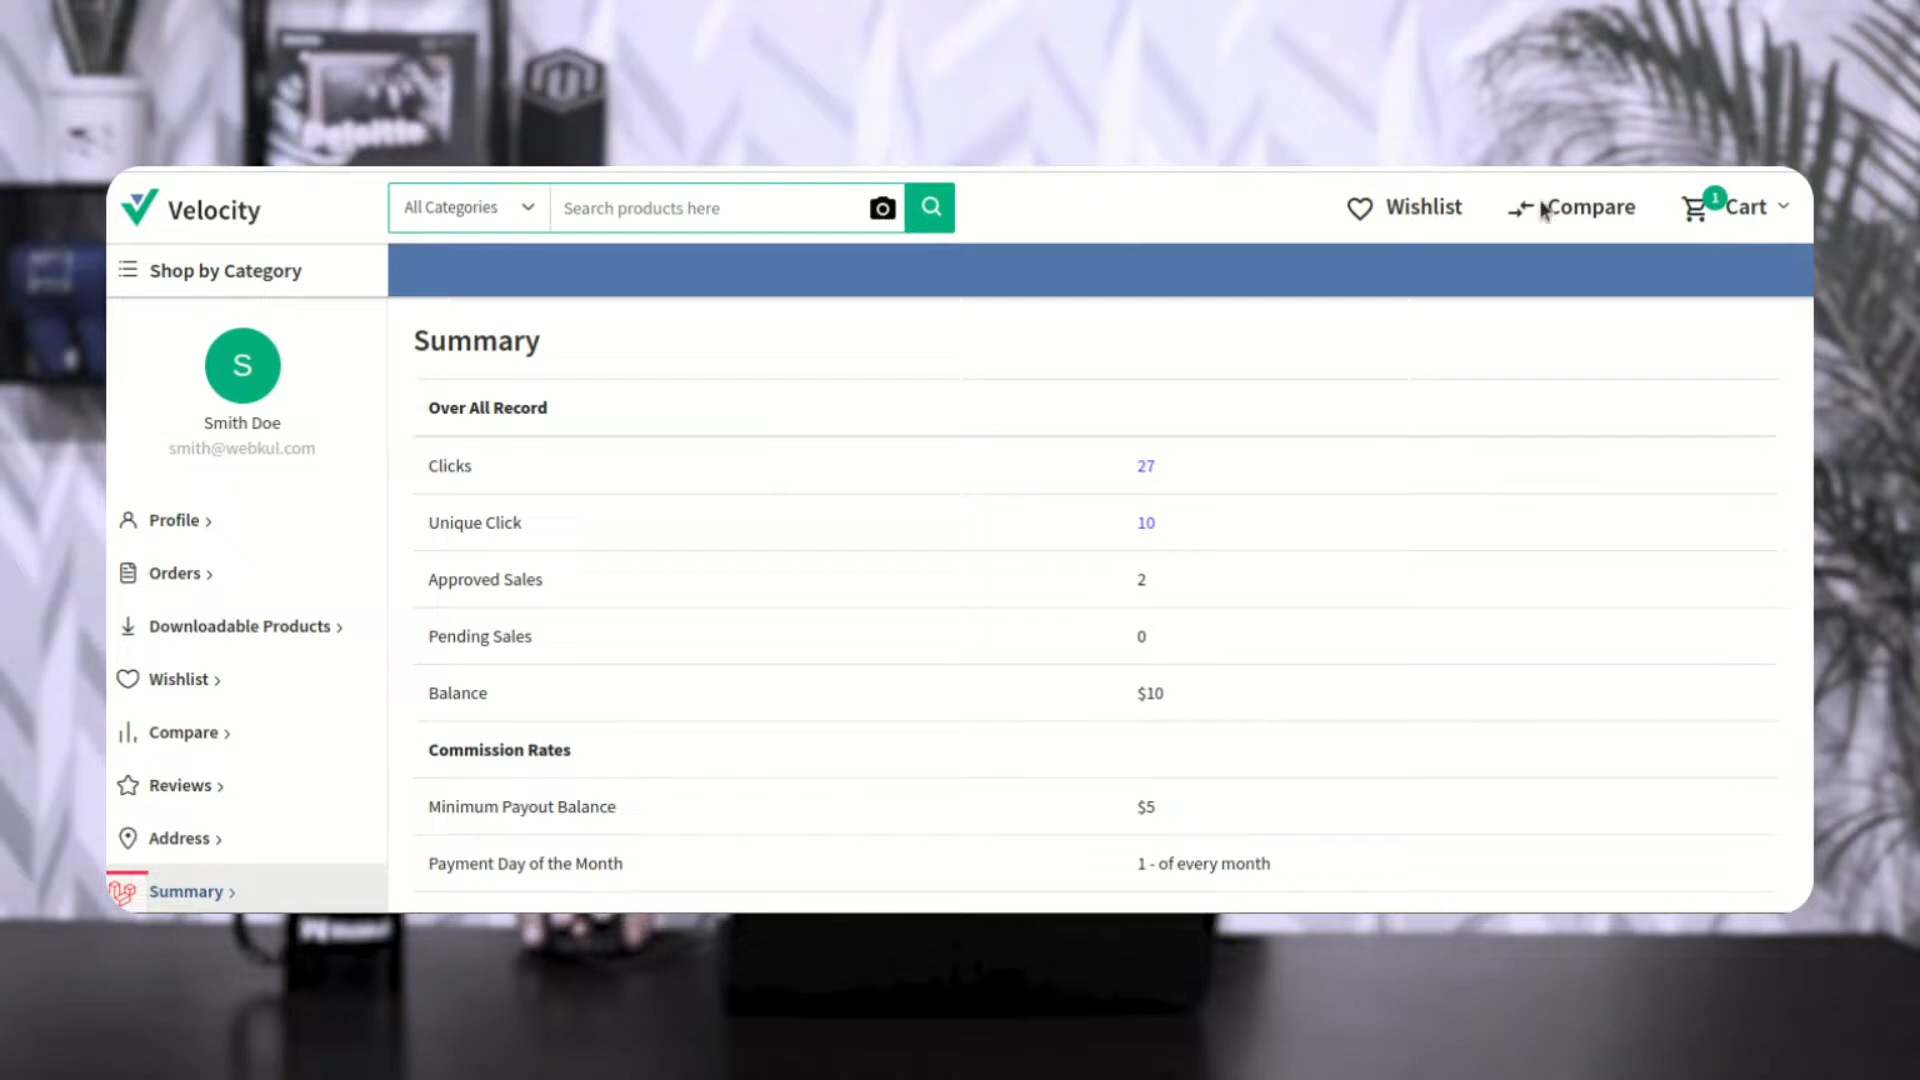 Deloitte
Velocity
All Categories
Search products here
Wishlist
Compare
1
Cart
Shop by Category
Summary
S
Over All Record
Smith Doe
smith@webkul.com
Clicks 27
Profile
Unique Click 10
Orders
Approved Sales 2
Downloadable Products
Pending Sales 0
Wishlist
Balance $10
Compare
Commission Rates
Reviews
Minimum Payout Balance $5
Address
Payment Day of the Month 1 - of every month
Summary